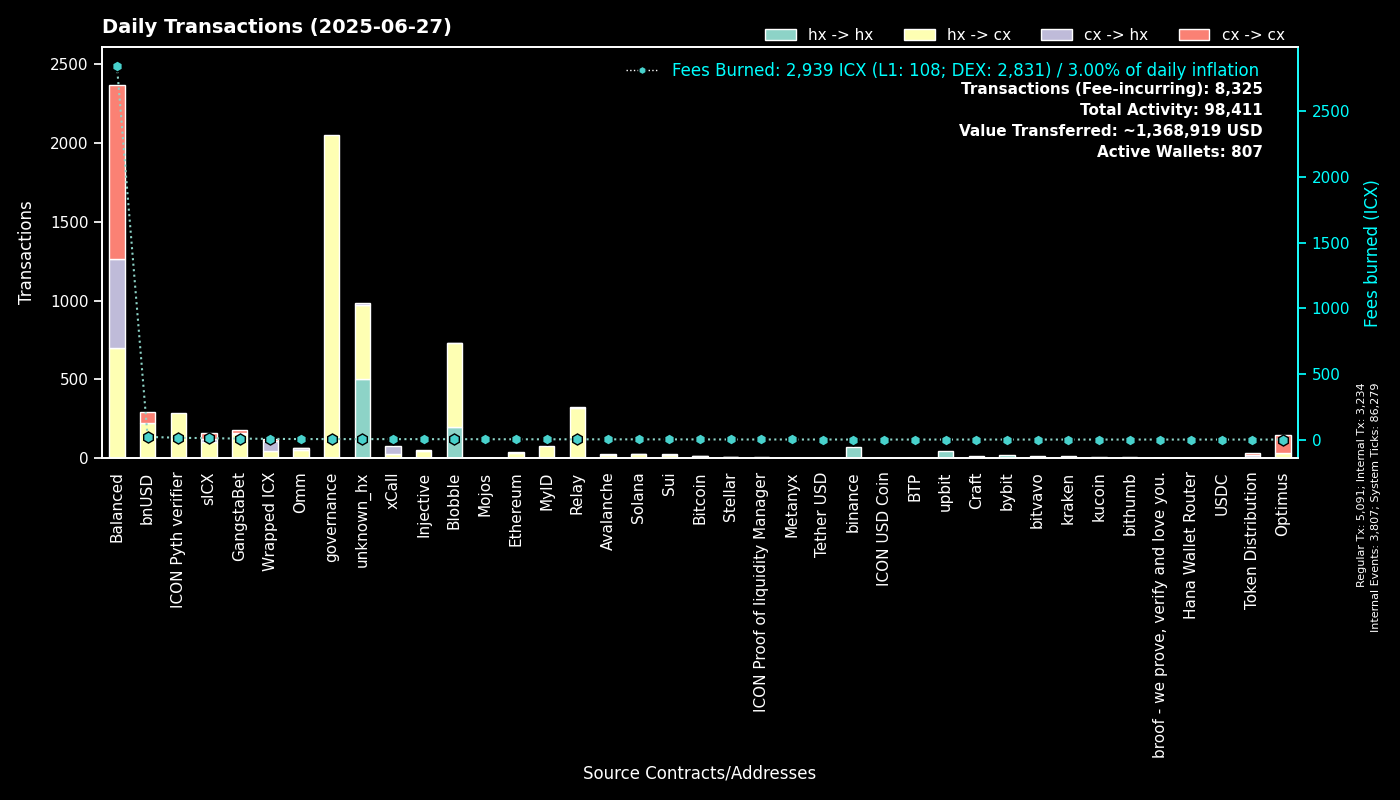 Daily Transactions (2025-06-27)
hx -> hx
hx -> cx
cx -> hx
cx -> cx
Fees Burned: 2,939 ICX (L1: 108; DEX: 2,831) / 3.00% of daily inflation
Transactions (Fee-incurring): 8,325
Total Activity: 98,411
Value Transferred: ~1,368,919 USD
Active Wallets: 807
Transactions
2500
2000
1500
1000
500
0
Fees burned (ICX)
2500
2000
1500
1000
500
0
Regular Tx: 5,091; Internal Tx: 3,234
Internal Events: 3,807; System Ticks: 86,279
Balanced
bnUSD
ICON Pyth verifier
sICX
GangstaBet
Wrapped ICX
Omm
governance
unknown_hx
xCall
Injective
Blobble
Mojos
Ethereum
MyID
Relay
Avalanche
Solana
Sui
Bitcoin
Stellar
ICON Proof of liquidity Manager
Metanyx
Tether USD
binance
ICON USD Coin
BTP
upbit
Craft
bybit
bitvavo
kraken
kucoin
bithumb
broof - we prove, verify and love you.
Hana Wallet Router
USDC
Token Distribution
Optimus
Source Contracts/Addresses